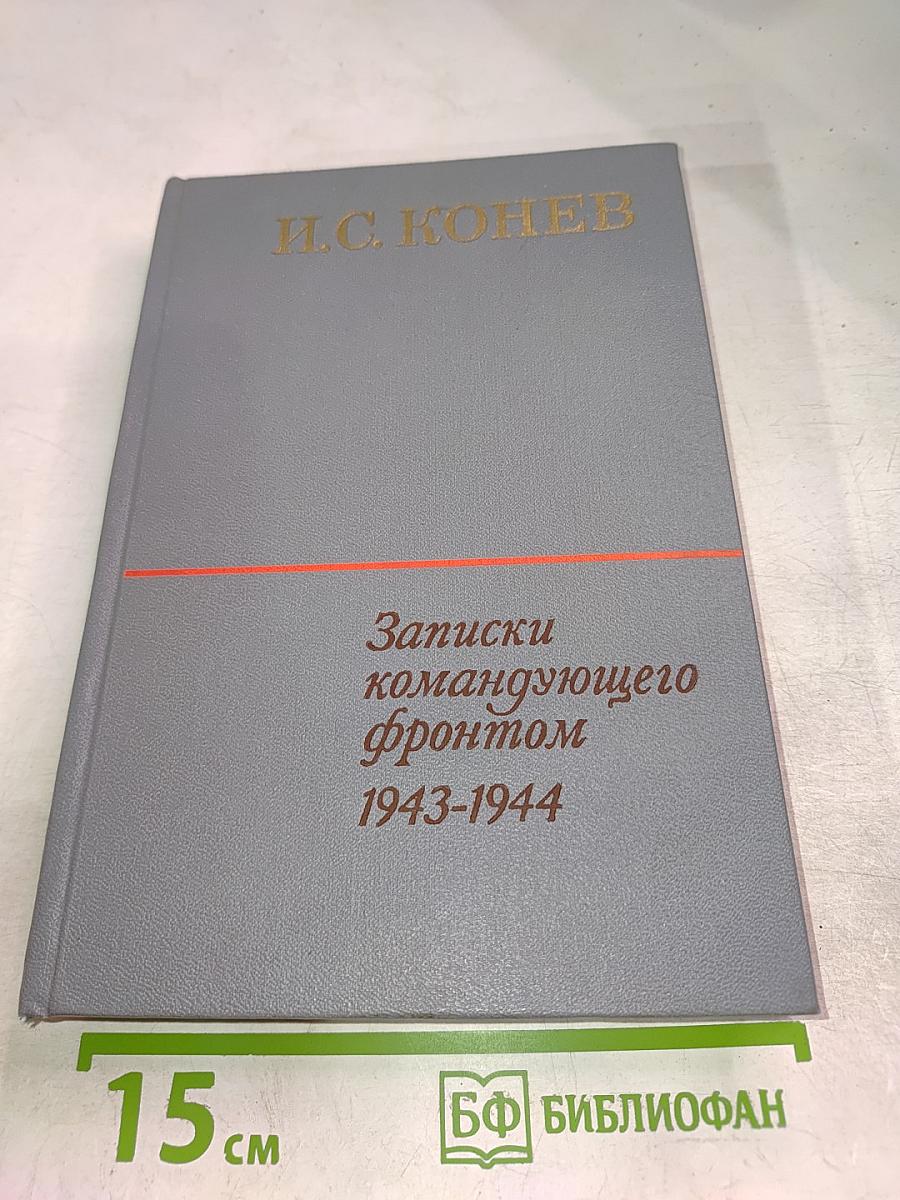 И.С. КОНЕВ
Записки
командующего
фронтом
1943-1944
15 см
БФ БИБЛИОФАН